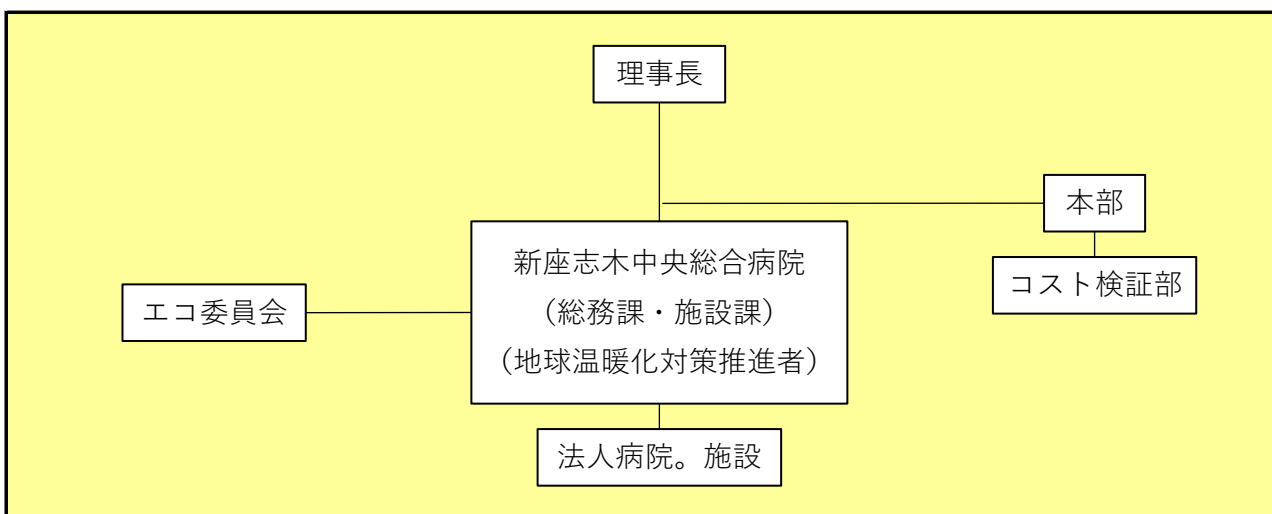 理事長
本部
コスト検証部
新座志木中央総合病院
（総務課・施設課）
（地球温暖化対策推進者）
エコ委員会
法人病院。施設